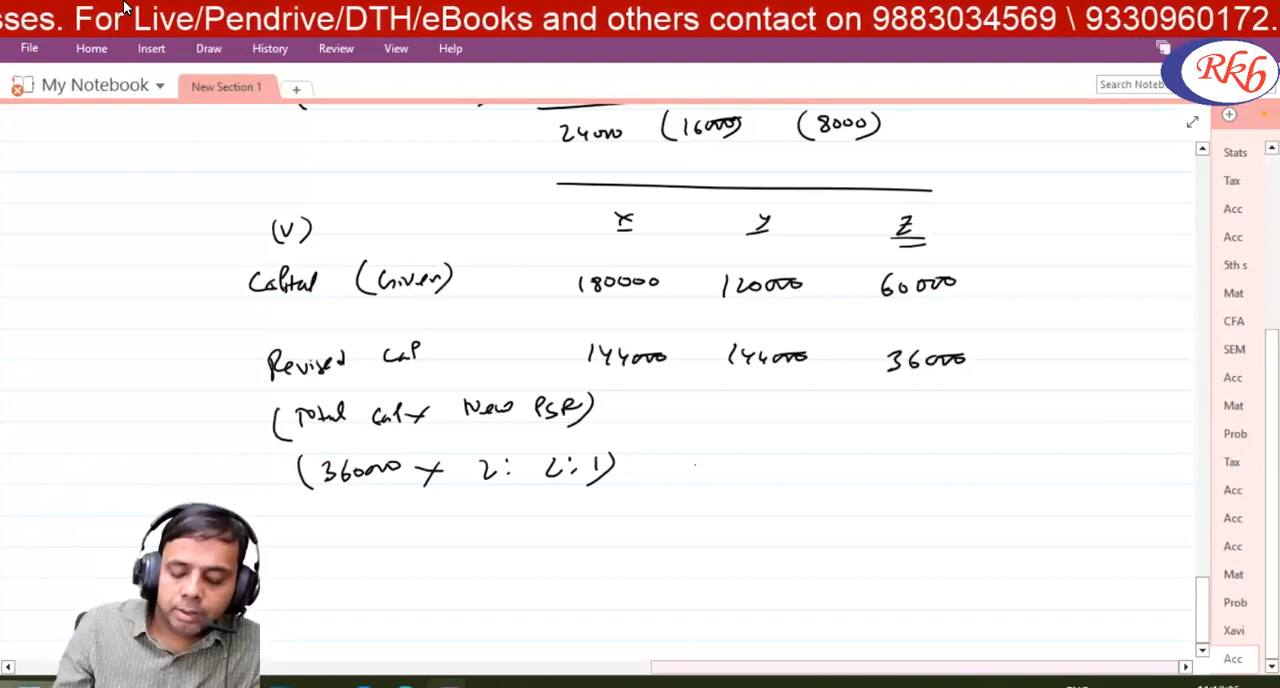 sses. For Live/Pendrive/DTH/eBooks and others contact on 9883034569 \ 9330960172.
File Home Insert Draw History Review View Help
Rkb
My Notebook New Section 1 + Search Noteb
24000 (16000) (8000)
Stats
Tax
Acc
(V) X Y Z
Acc
5th s
Capital (Given) 180000 120000 60000
Mat
CFA
SEM
Revised Cap 144000 144000 36000
Acc
(Total Cap x New PSR)
Mat
Prob
(360000 x 2: 2: 1)
Tax
Acc
Acc
Acc
Mat
Prob
Xavi
Acc